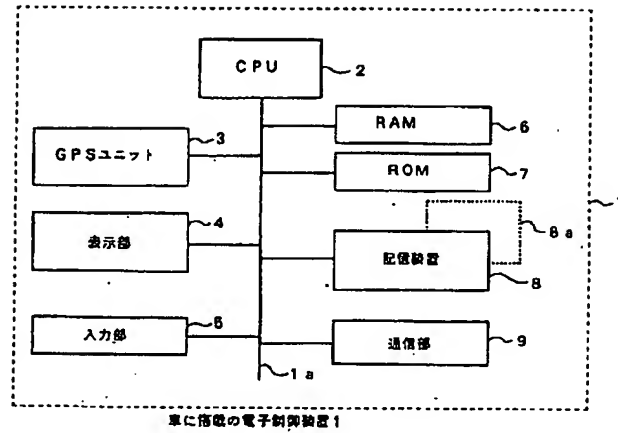 CPU
2
GPSユニット
3
RAM
6
ROM
7
表示部
4
配信装置
8a
8
入力部
5
通信部
9
1a
車に搭載の電子制御装置1